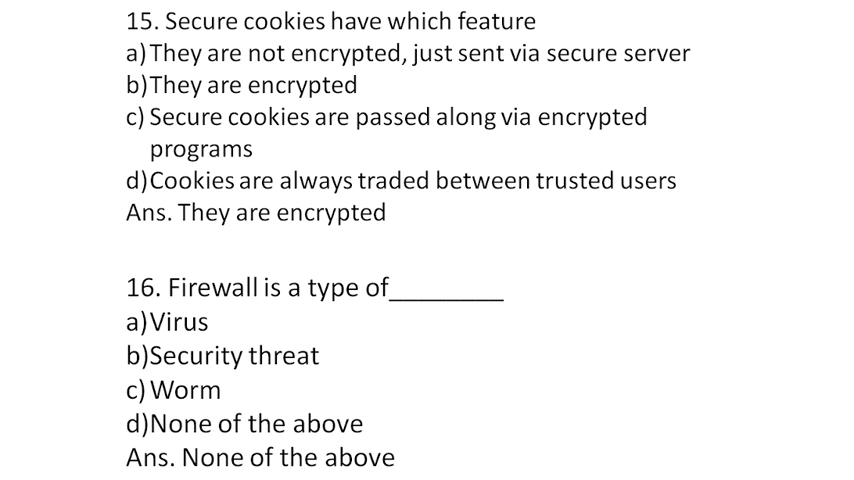 15. Secure cookies have which feature
a) They are not encrypted, just sent via secure server
b) They are encrypted
c) Secure cookies are passed along via encrypted
programs
d) Cookies are always traded between trusted users
Ans. They are encrypted
16. Firewall is a type of________
a) Virus
b) Security threat
c) Worm
d) None of the above
Ans. None of the above